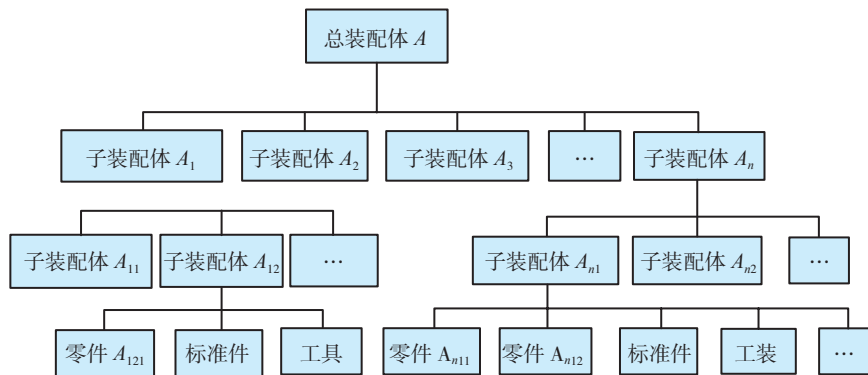 总装配体 A
子装配体 A₁ 子装配体 A₂ 子装配体 A₃ … 子装配体 Aₙ
子装配体 A₁₁ 子装配体 A₁₂ … 子装配体 Aₙ₁ 子装配体 Aₙ₂ …
零件 A₁₂₁ 标准件 工具 零件 Aₙ₁₁ 零件 Aₙ₁₂ 标准件 工装 …